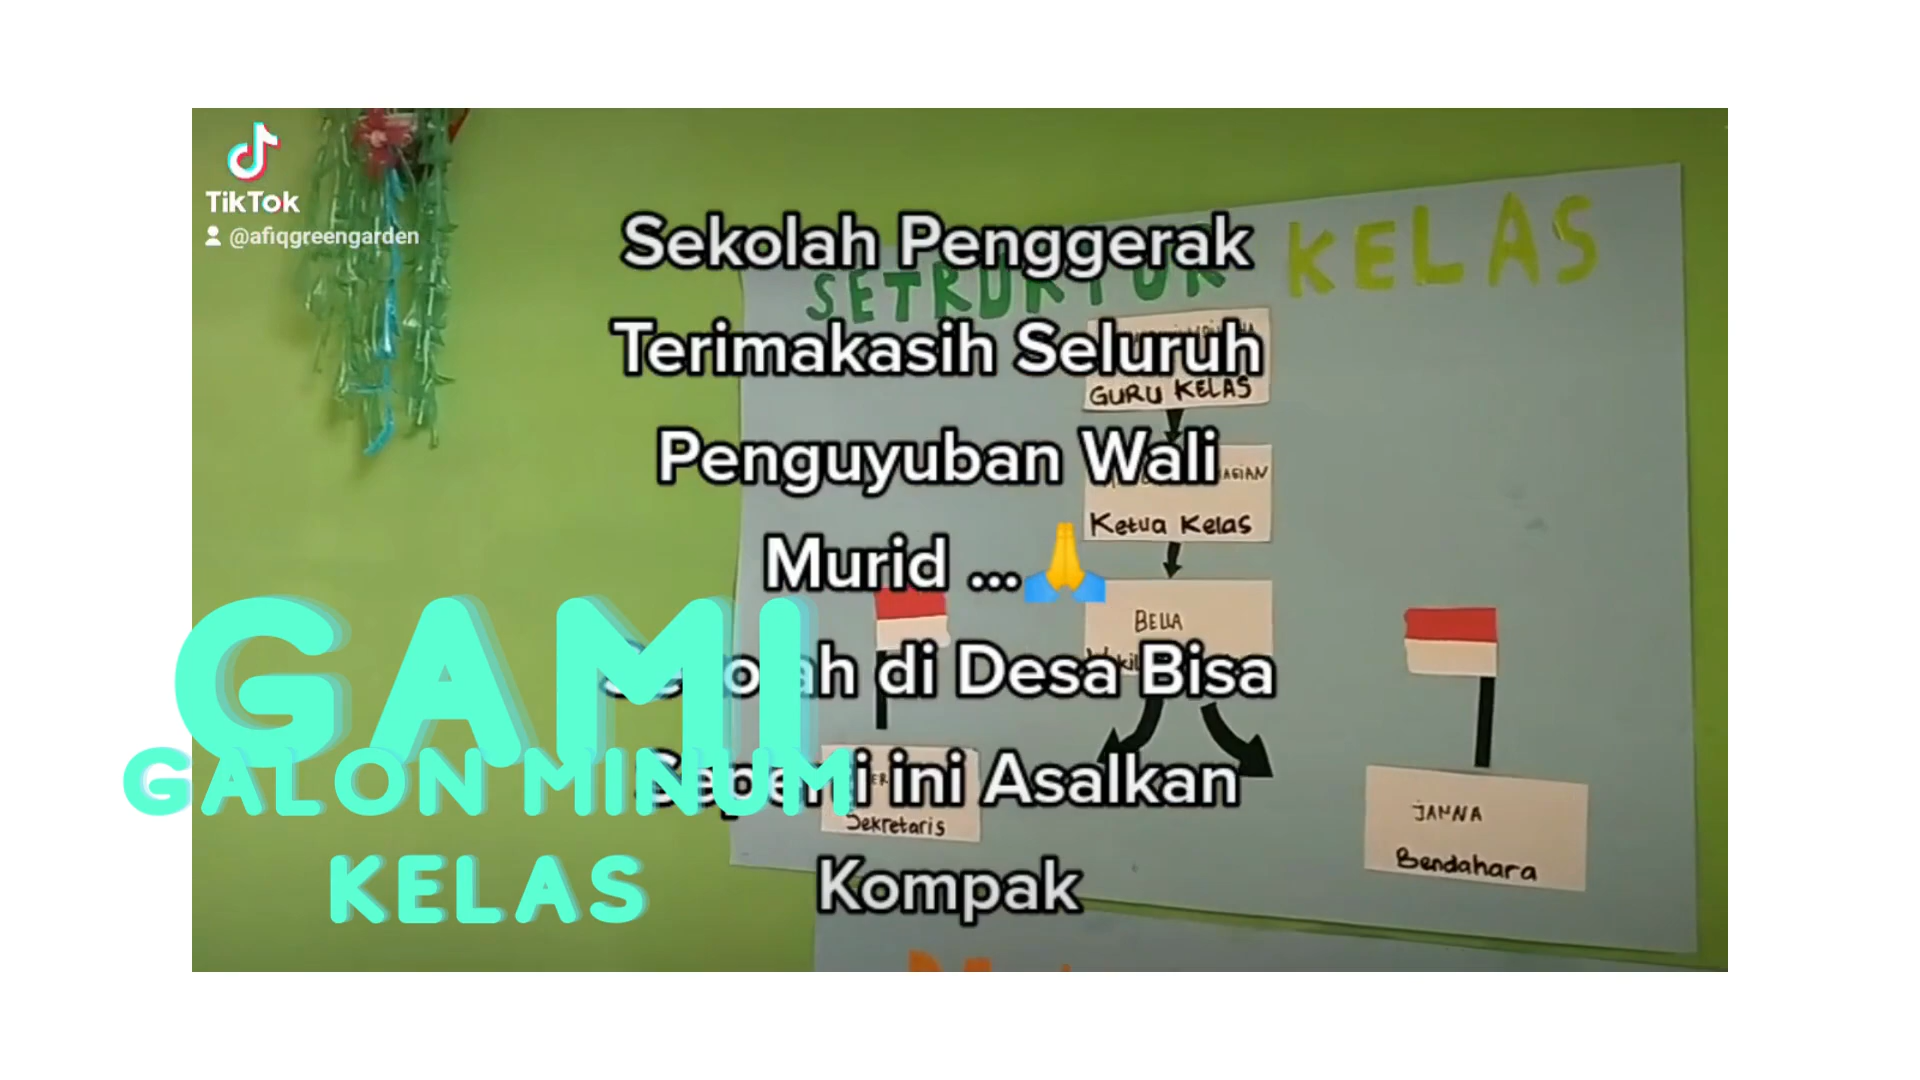 TikTok
@afiqgreengarden
Sekolah Penggerak
Terimakasih Seluruh
Penguyuban Wali
Murid ...🙏
di Desa Bisa
ini Asalkan
Kompak
GAMI
GALON MINUM
KELAS
SETRUKTUR KELAS
GURU KELAS
Ketua Kelas
BELLA
Sekretaris
JANNA
Bendahara